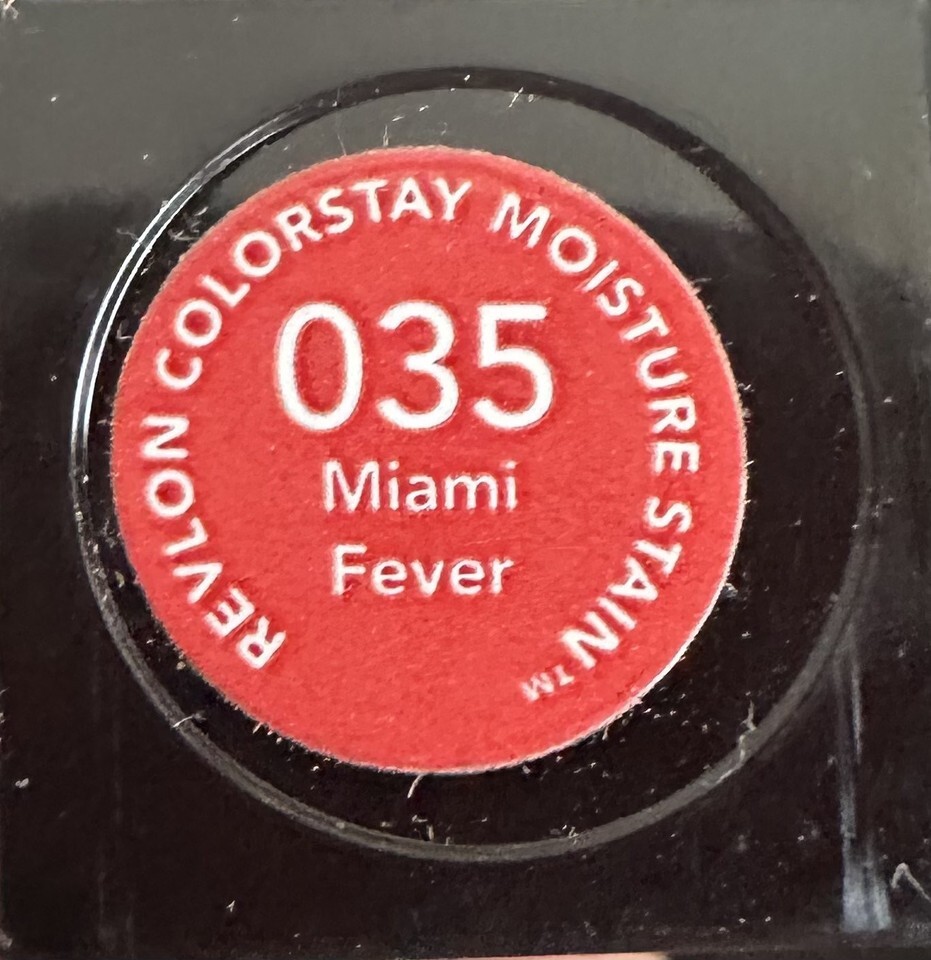 REVLON COLORSTAY MOISTURE STAIN™
035
Miami
Fever